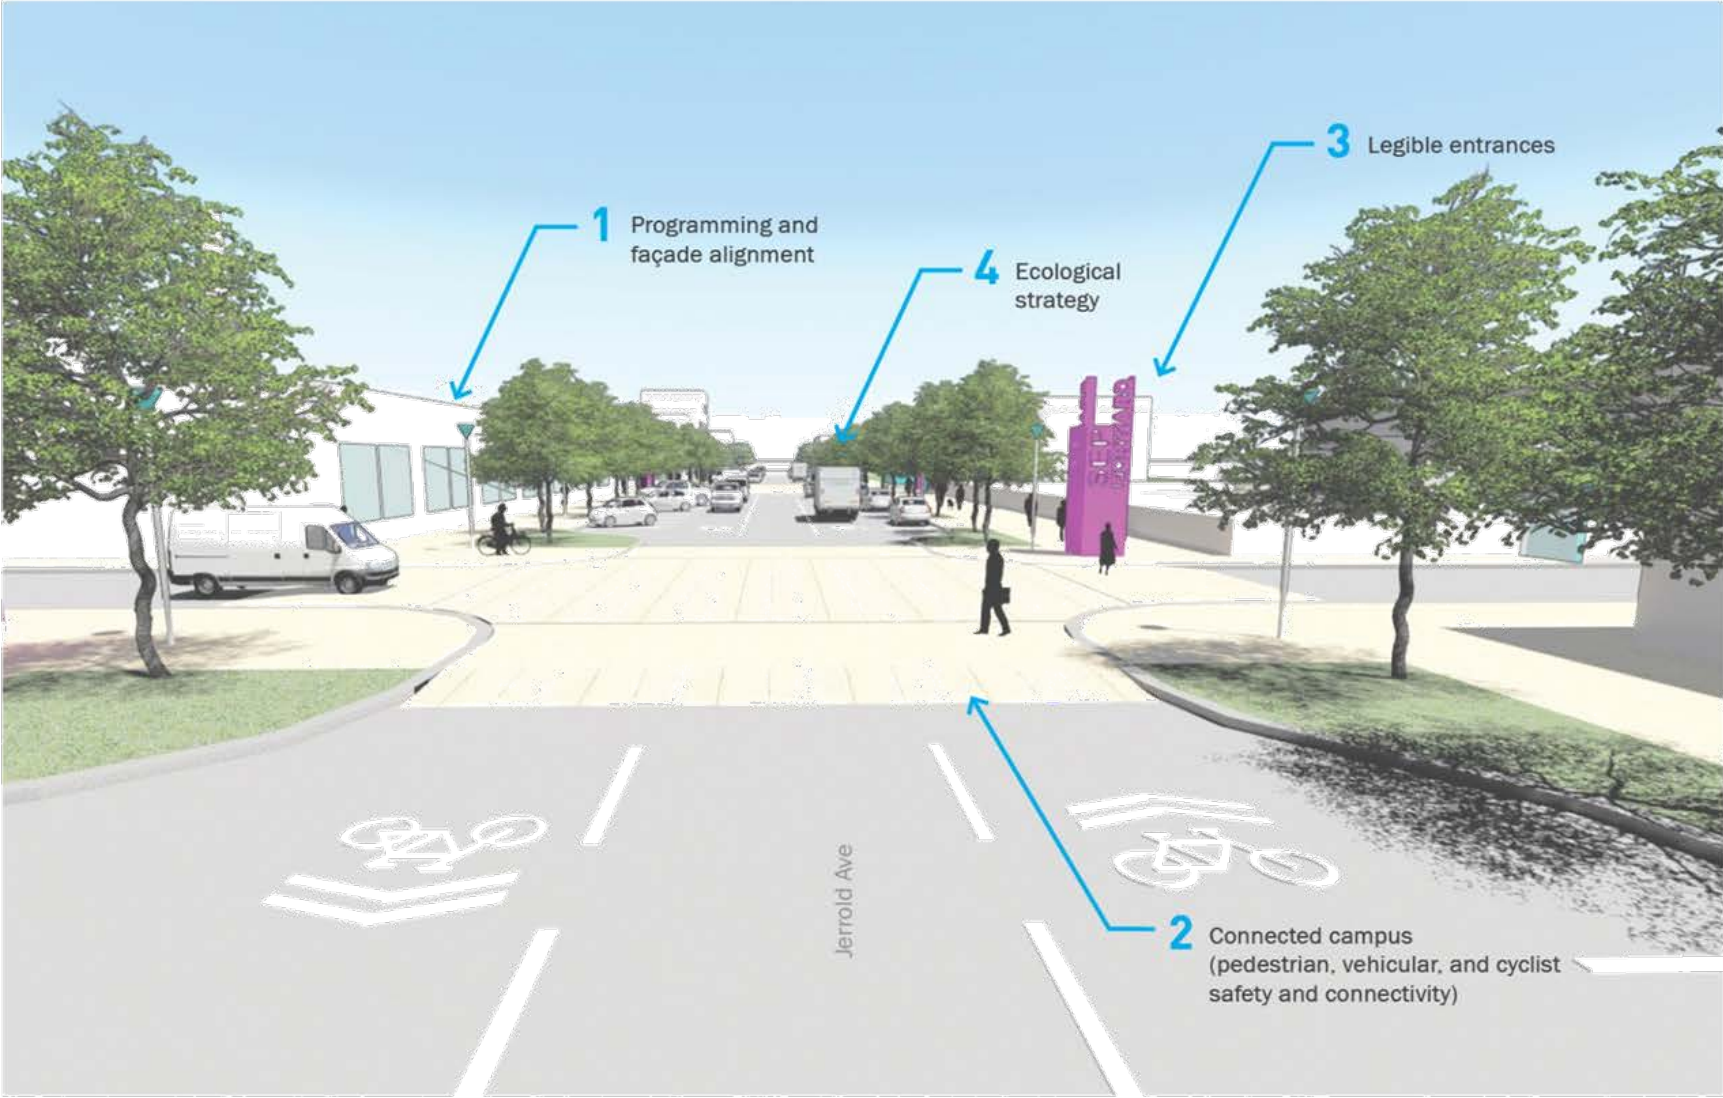 3 Legible entrances
1 Programming and
façade alignment
4 Ecological
strategy
Jerrold Ave
2 Connected campus
(pedestrian, vehicular, and cyclist
safety and connectivity)